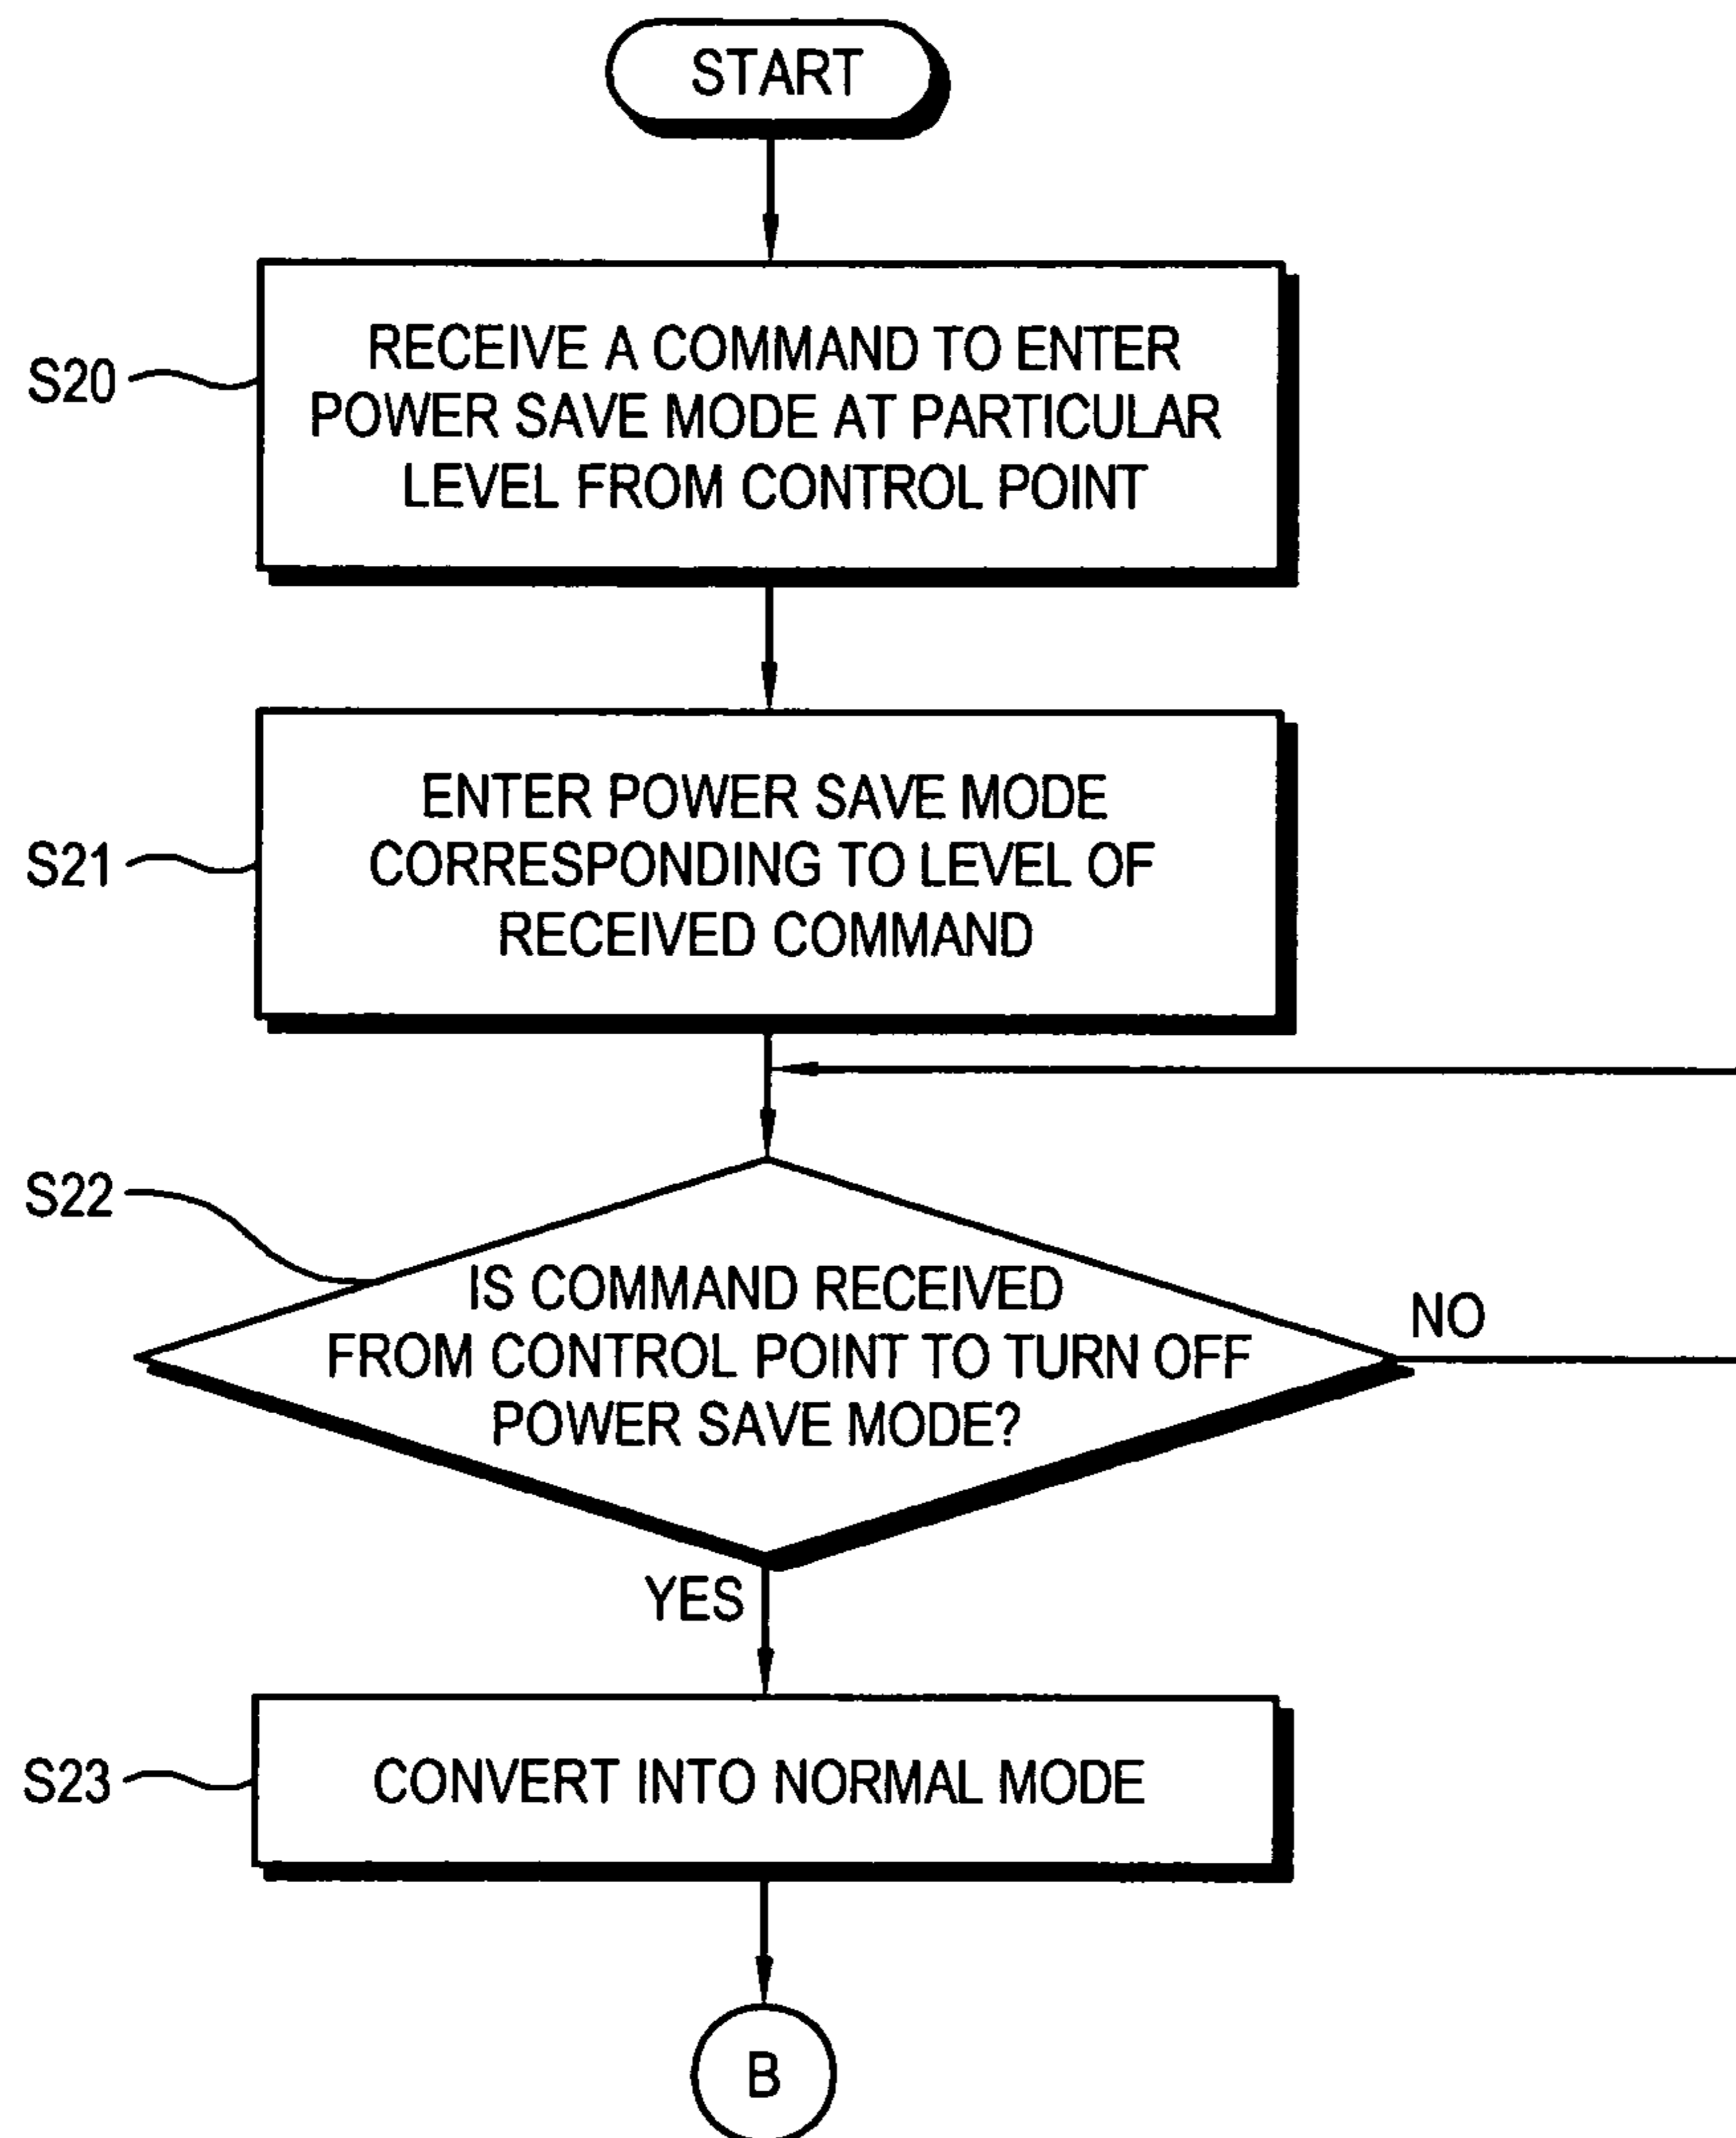 START
S20
RECEIVE A COMMAND TO ENTER
POWER SAVE MODE AT PARTICULAR
LEVEL FROM CONTROL POINT
S21
ENTER POWER SAVE MODE
CORRESPONDING TO LEVEL OF
RECEIVED COMMAND
S22
IS COMMAND RECEIVED
FROM CONTROL POINT TO TURN OFF
POWER SAVE MODE?
NO
YES
S23
CONVERT INTO NORMAL MODE
B